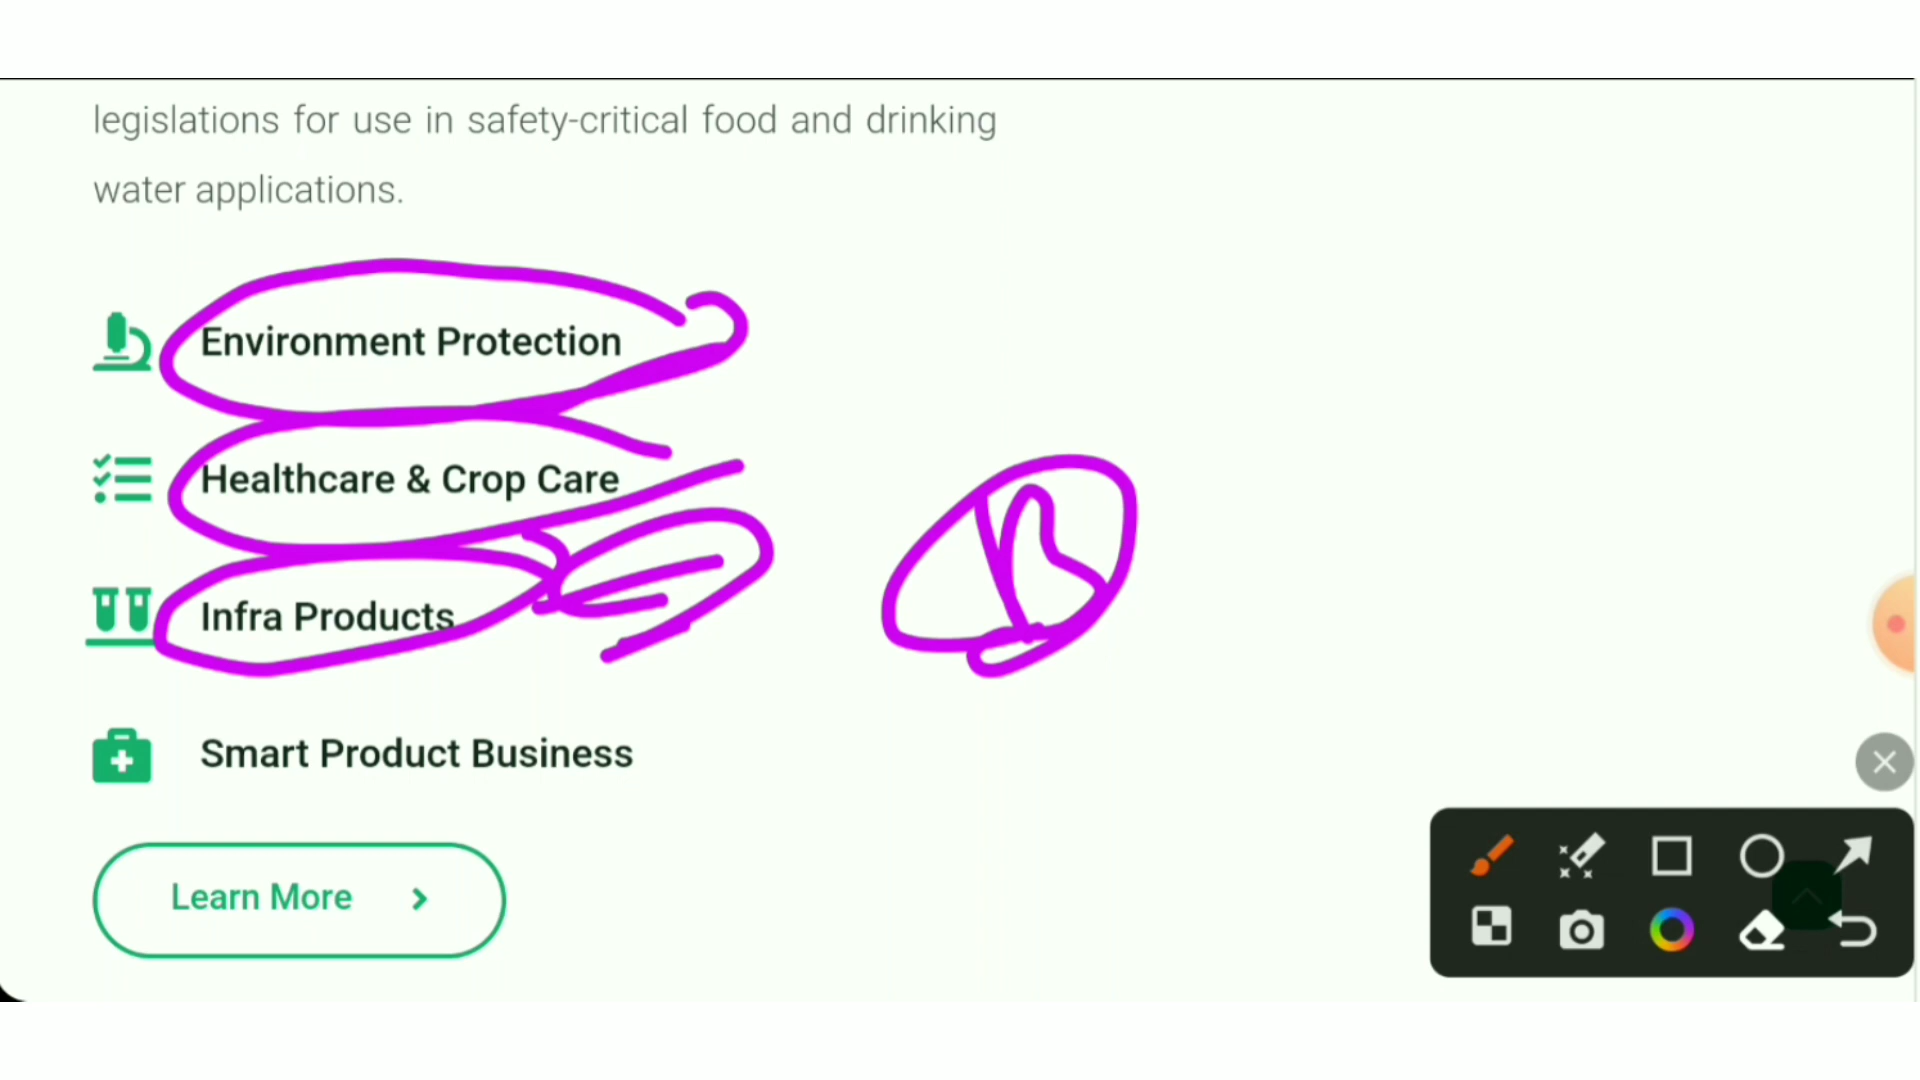 legislations for use in safety-critical food and drinking
water applications.
Environment Protection
Healthcare & Crop Care
Infra Products
Smart Product Business
Learn More